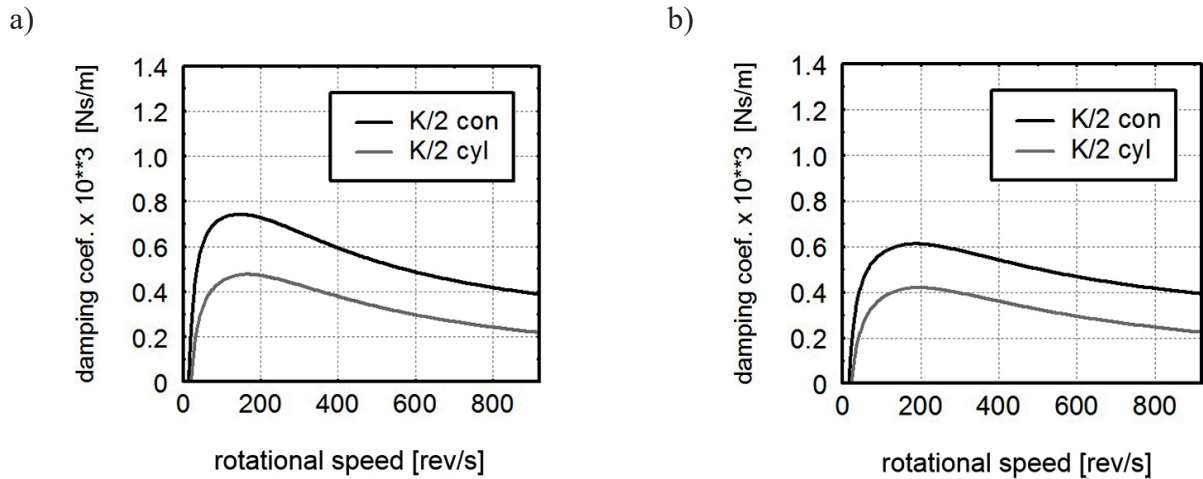 a)
damping coef. x 10**3 [Ns/m]
1.4
1.2
1.0
0.8
0.6
0.4
0.2
0
K/2 con
K/2 cyl
0 200 400 600 800
rotational speed [rev/s]
b)
damping coef. x 10**3 [Ns/m]
1.4
1.2
1.0
0.8
0.6
0.4
0.2
0
K/2 con
K/2 cyl
0 200 400 600 800
rotational speed [rev/s]